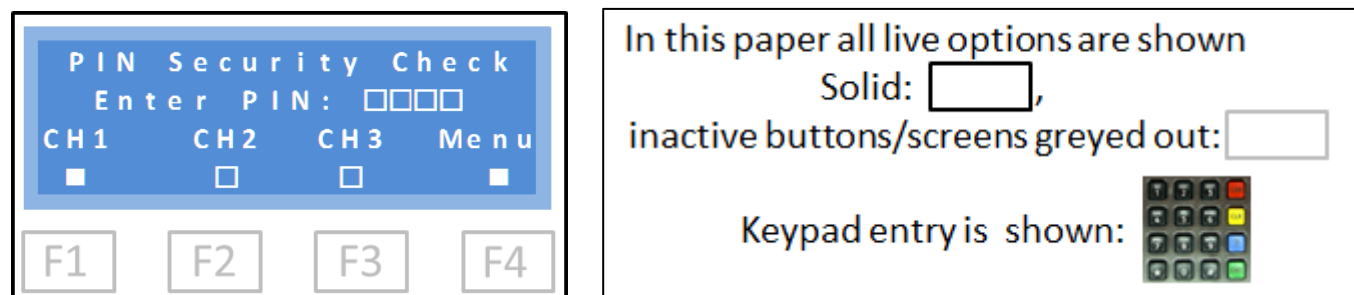 PIN Security Check
Enter PIN: □□□□
CH1 CH2 CH3 Menu
■ □ □ ■
F1 F2 F3 F4
In this paper all live options are shown
Solid: ,
inactive buttons/screens greyed out:
Keypad entry is shown: